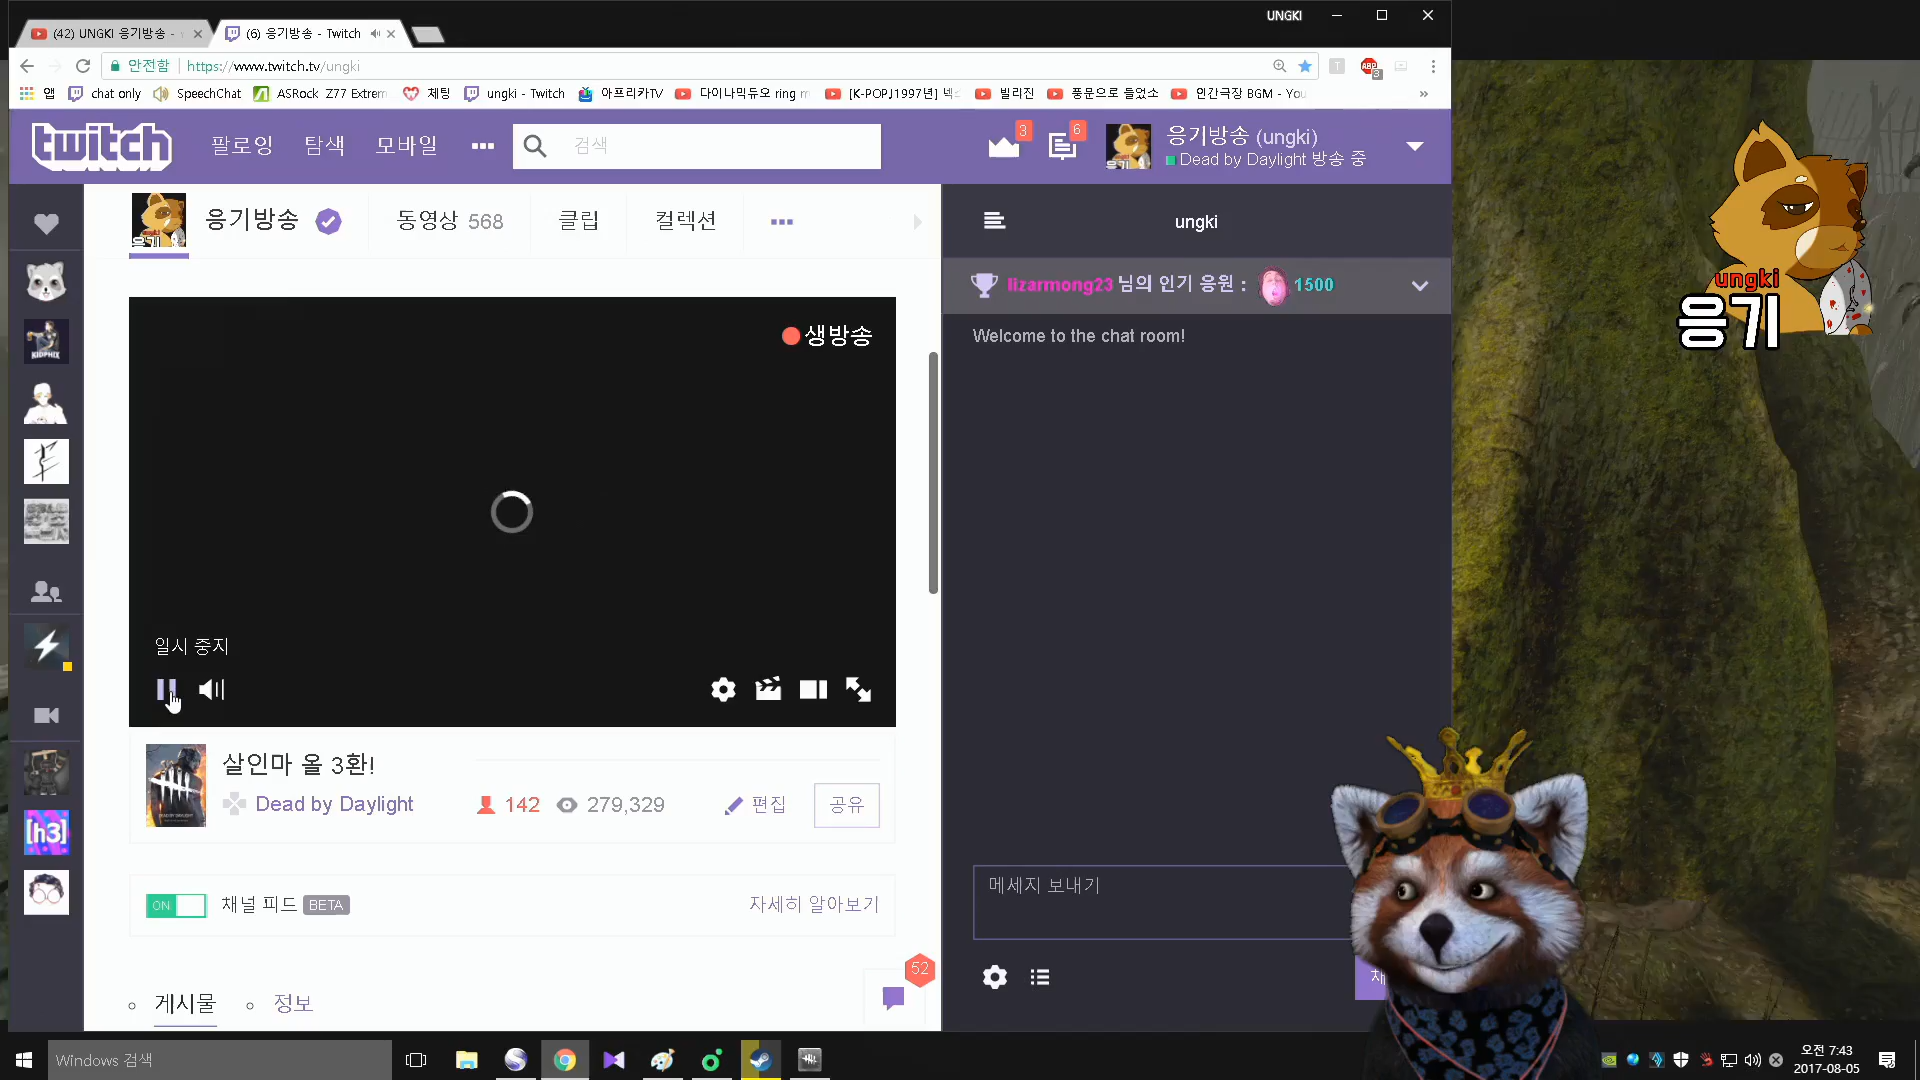 UNGKI
(42) UNGKI 응기방송 -
(6) 응기방송 - Twitch
안전함 https://www.twitch.tv/ungki
ABP 3
앱 chat only SpeechChat ASRock Z77 Extrem 채팅 ungki - Twitch 아프리카TV 다이나믹듀오 ring m [K-POP][1997년] 넥 빌리진 풍문으로 들었소 인간극장 BGM - You »
twitch 팔로잉 탐색 모바일 검색 3 6
응기방송 (ungki)
Dead by Daylight 방송 중
응기방송 동영상 568 클립 컬렉션
ungki
lizarmong23 님의 인기 응원 : 1500
Welcome to the chat room!
생방송
KIDPHIX
일시 중지
살인마 올 3환!
Dead by Daylight 142 279,329 편집 공유
[h3]
ON 채널 피드 BETA 자세히 알아보기
게시물 정보
52
메세지 보내기
채
ungki
응기
Windows 검색
오전 7:43
2017-08-05